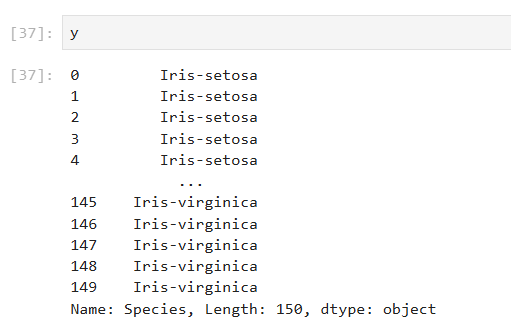 [37]: y
[37]: 0 Iris-setosa
1 Iris-setosa
2 Iris-setosa
3 Iris-setosa
4 Iris-setosa
...
145 Iris-virginica
146 Iris-virginica
147 Iris-virginica
148 Iris-virginica
149 Iris-virginica
Name: Species, Length: 150, dtype: object